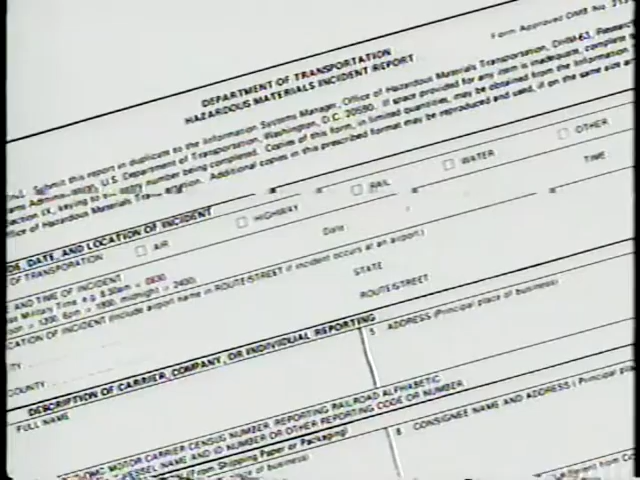 Form Approved OMB No.
DEPARTMENT OF TRANSPORTATION
HAZARDOUS MATERIALS INCIDENT REPORT
Submit this report in duplicate to the Information Systems Manager, Office of Hazardous Materials Transportation, DHM-63, Research
U.S. Department of Transportation, Washington, D.C. 20590. If space provided for any item is inadequate, complete
keying to number being completed. Copies of this form, in limited quantities, may be obtained from the Information
Office of Hazardous Materials Additional copies in this prescribed format may be reproduced and used, if on the same size
DATE, AND LOCATION OF INCIDENT
OF TRANSPORTATION
AIR
HIGHWAY
RAIL
WATER
OTHER
AND TIME OF INCIDENT
Military Time e.g. 8:30am = 0830,
6pm = 1800, midnight = 2400.
Date
TIME
LOCATION OF INCIDENT (Include airport name in ROUTE/STREET if incident occurs at an airport.)
STATE
COUNTY
ROUTE/STREET
DESCRIPTION OF CARRIER, COMPANY, OR INDIVIDUAL REPORTING
FULL NAME
5. ADDRESS (Principal place of business)
MOTOR CARRIER CENSUS NUMBER, REPORTING RAILROAD ALPHABETIC
VESSEL NAME AND ID NUMBER OR OTHER REPORTING CODE OR NUMBER
(From Shipping Paper or Packaging)
place of business)
8. CONSIGNEE NAME AND ADDRESS (Principal